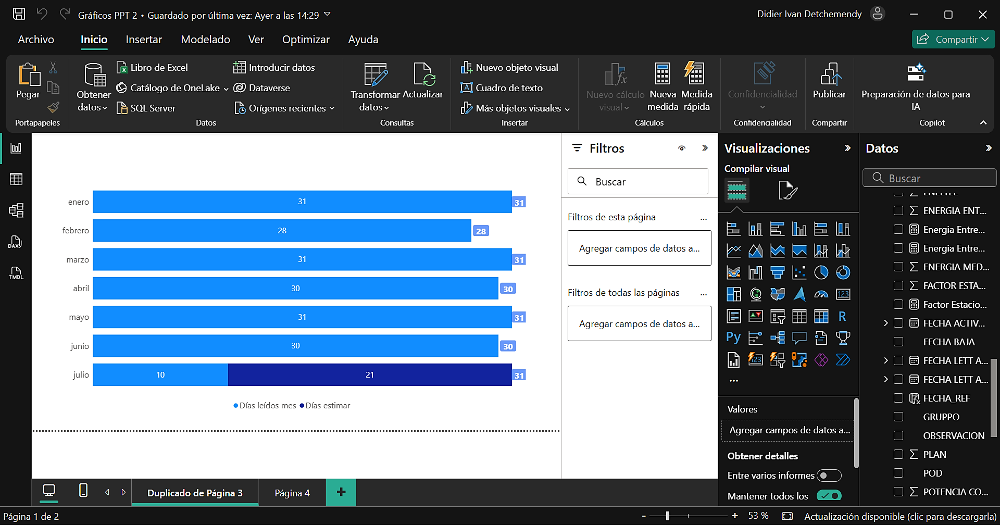 Gráficos PPT 2 • Guardado por última vez: Ayer a las 14:29
Didier Ivan Detchemendy
Archivo
Inicio
Insertar
Modelado
Ver
Optimizar
Ayuda
Compartir
Pegar
Portapapeles
Obtener datos
Libro de Excel
Catálogo de OneLake
SQL Server
Introducir datos
Dataverse
Orígenes recientes
Datos
Transformar datos
Actualizar
Consultas
Nuevo objeto visual
Cuadro de texto
Más objetos visuales
Insertar
Nuevo cálculo visual
Nueva medida
Medida rápida
Cálculos
Confidencialidad
Confidencialidad
Publicar
Compartir
Preparación de datos para IA
Copilot
DAX
TMDL
enero 31 31
febrero 28 28
marzo 31 31
abril 30 30
mayo 31 31
junio 30 30
julio 10 21 31
Días leídos mes Días estimar
Filtros
Buscar
Filtros de esta página ...
Agregar campos de datos a...
Filtros de todas las páginas ...
Agregar campos de datos a...
Visualizaciones
Compilar visual
123
R
Py
123
...
Valores
Agregar campos de datos a...
Obtener detalles
Entre varios informes
Mantener todos los
Datos
Buscar
ENERGIA ENT...
Energia Entre...
Energia Entre...
ENERGIA MED...
FACTOR ESTA...
Factor Estacio...
FECHA ACTIV...
FECHA BAJA
FECHA LETT A...
FECHA LETT A...
FECHA_REF
GRUPPO
OBSERVACION
PLAN
POD
POTENCIA CO...
Duplicado de Página 3
Página 4
+
Página 1 de 2
- + 53 %
Actualización disponible (clic para descargarla)